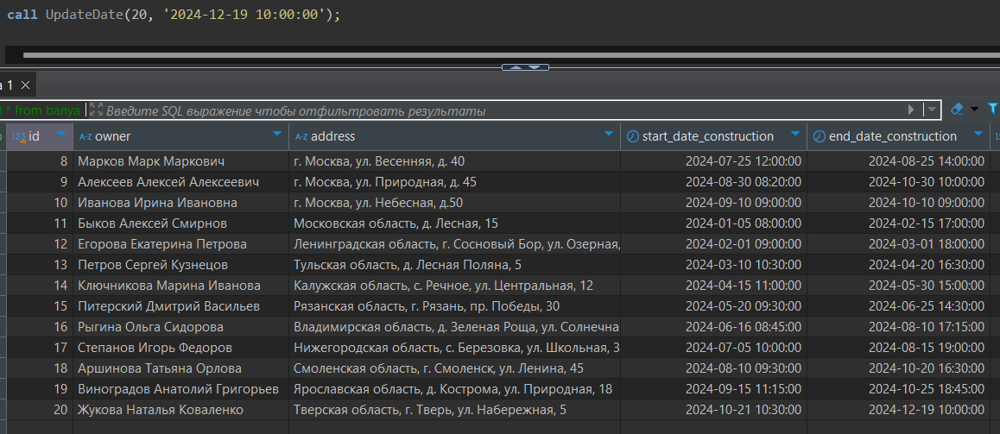 call UpdateDate(20, '2024-12-19 10:00:00');
a 1
t * from banya Введите SQL выражение чтобы отфильтровать результаты
123 id A-Z owner A-Z address start_date_construction end_date_construction
8 Марков Марк Маркович г. Москва, ул. Весенняя, д. 40 2024-07-25 12:00:00 2024-08-25 14:00:00
9 Алексеев Алексей Алексеевич г. Москва, ул. Природная, д. 45 2024-08-30 08:20:00 2024-10-30 10:00:00
10 Иванова Ирина Ивановна г. Москва, ул. Небесная, д.50 2024-09-10 09:00:00 2024-10-10 09:00:00
11 Быков Алексей Смирнов Московская область, д. Лесная, 15 2024-01-05 08:00:00 2024-02-15 17:00:00
12 Егорова Екатерина Петрова Ленинградская область, г. Сосновый Бор, ул. Озерная, 2024-02-01 09:00:00 2024-03-01 18:00:00
13 Петров Сергей Кузнецов Тульская область, д. Лесная Поляна, 5 2024-03-10 10:30:00 2024-04-20 16:30:00
14 Ключникова Марина Иванова Калужская область, с. Речное, ул. Центральная, 12 2024-04-15 11:00:00 2024-05-30 15:00:00
15 Питерский Дмитрий Васильев Рязанская область, г. Рязань, пр. Победы, 30 2024-05-20 09:30:00 2024-06-25 14:30:00
16 Рыгина Ольга Сидорова Владимирская область, д. Зеленая Роща, ул. Солнечна 2024-06-16 08:45:00 2024-08-10 17:15:00
17 Степанов Игорь Федоров Нижегородская область, с. Березовка, ул. Школьная, 3 2024-07-05 10:00:00 2024-08-15 19:00:00
18 Аршинова Татьяна Орлова Смоленская область, г. Смоленск, ул. Ленина, 45 2024-08-10 09:30:00 2024-10-20 16:30:00
19 Виноградов Анатолий Григорьев Ярославская область, д. Кострома, ул. Природная, 18 2024-09-15 11:15:00 2024-10-25 18:45:00
20 Жукова Наталья Коваленко Тверская область, г. Тверь, ул. Набережная, 5 2024-10-21 10:30:00 2024-12-19 10:00:00